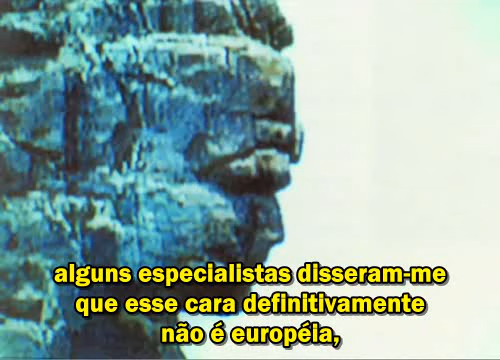 alguns especialistas disseram-me
que esse cara definitivamente
não é européia,